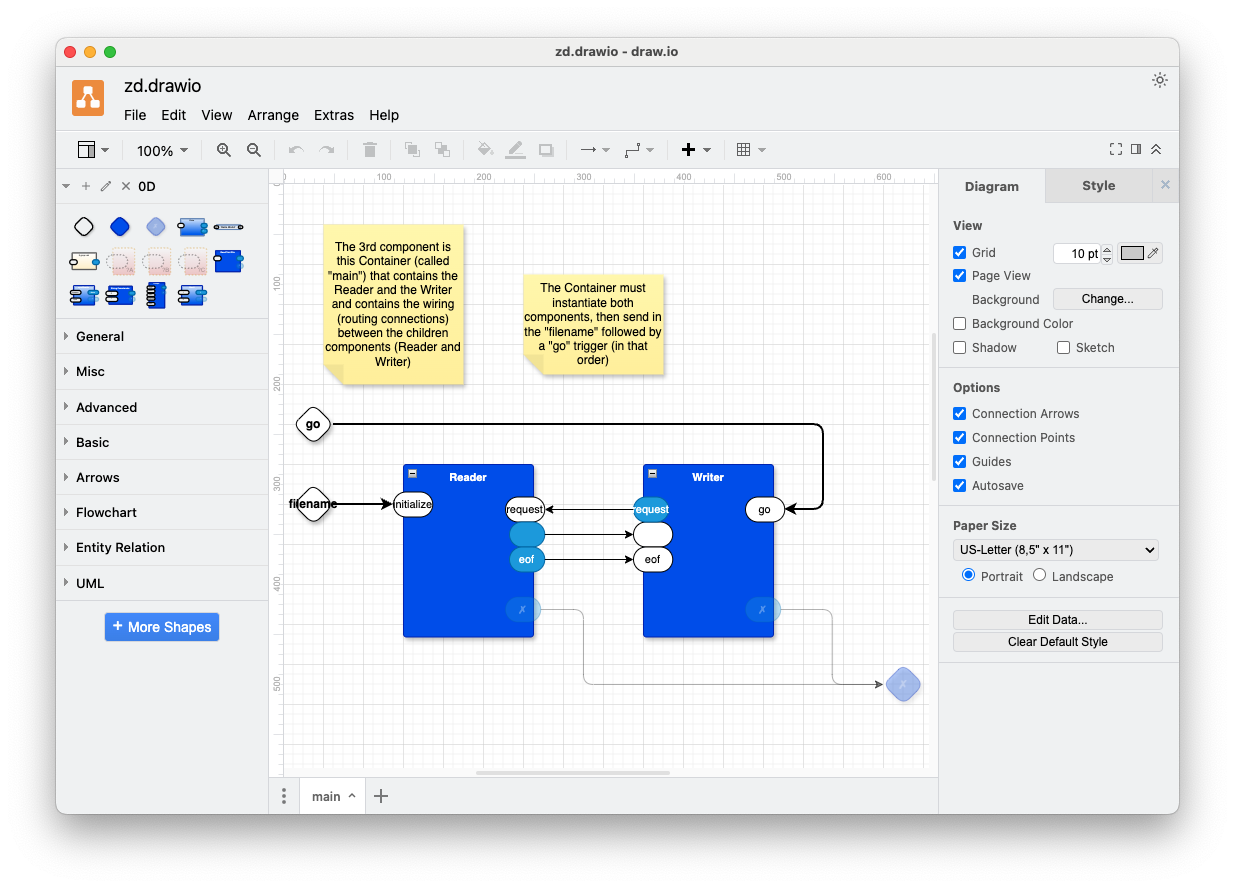 zd.drawio - draw.io
zd.drawio
File Edit View Arrange Extras Help
100%
0D
General
Misc
Advanced
Basic
Arrows
Flowchart
Entity Relation
UML
+ More Shapes
0 100 200 300 400 500 600
100
200
300
400
500
The 3rd component is
this Container (called
"main") that contains the
Reader and the Writer
and contains the wiring
(routing connections)
between the children
components (Reader and
Writer)
The Container must
instantiate both
components, then send in
the "filename" followed by
a "go" trigger (in that
order)
go
filename
Reader
initialize
request
eof
✗
Writer
request
go
eof
✗
✗
main
Diagram Style
View
Grid 10 pt
Page View
Background Change...
Background Color
Shadow Sketch
Options
Connection Arrows
Connection Points
Guides
Autosave
Paper Size
US-Letter (8,5" x 11")
Portrait Landscape
Edit Data...
Clear Default Style